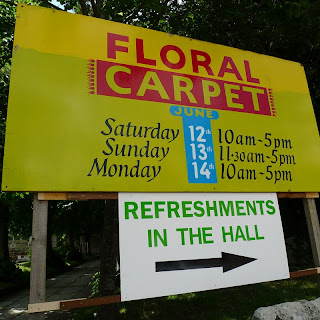 FLORAL
CARPET
JUNE
Saturday 12th 10am-5pm
Sunday 13th 11·30am-5pm
Monday 14th 10am-5pm
REFRESHMENTS
IN THE HALL